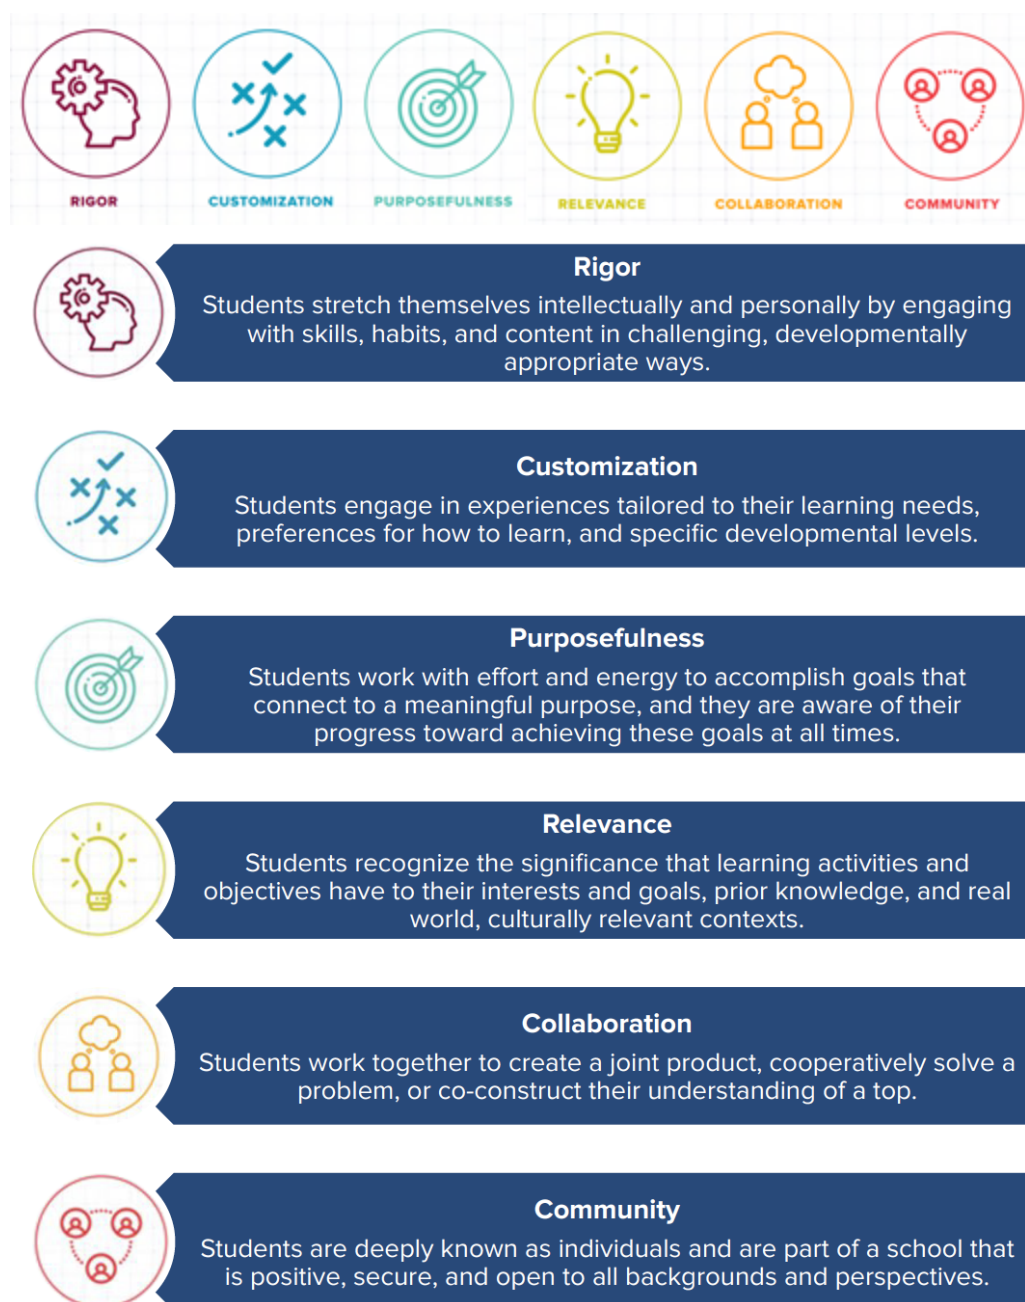 RIGOR CUSTOMIZATION PURPOSEFULNESS RELEVANCE COLLABORATION COMMUNITY
Rigor
Students stretch themselves intellectually and personally by engaging
with skills, habits, and content in challenging, developmentally
appropriate ways.
Customization
Students engage in experiences tailored to their learning needs,
preferences for how to learn, and specific developmental levels.
Purposefulness
Students work with effort and energy to accomplish goals that
connect to a meaningful purpose, and they are aware of their
progress toward achieving these goals at all times.
Relevance
Students recognize the significance that learning activities and
objectives have to their interests and goals, prior knowledge, and real
world, culturally relevant contexts.
Collaboration
Students work together to create a joint product, cooperatively solve a
problem, or co-construct their understanding of a top.
Community
Students are deeply known as individuals and are part of a school that
is positive, secure, and open to all backgrounds and perspectives.